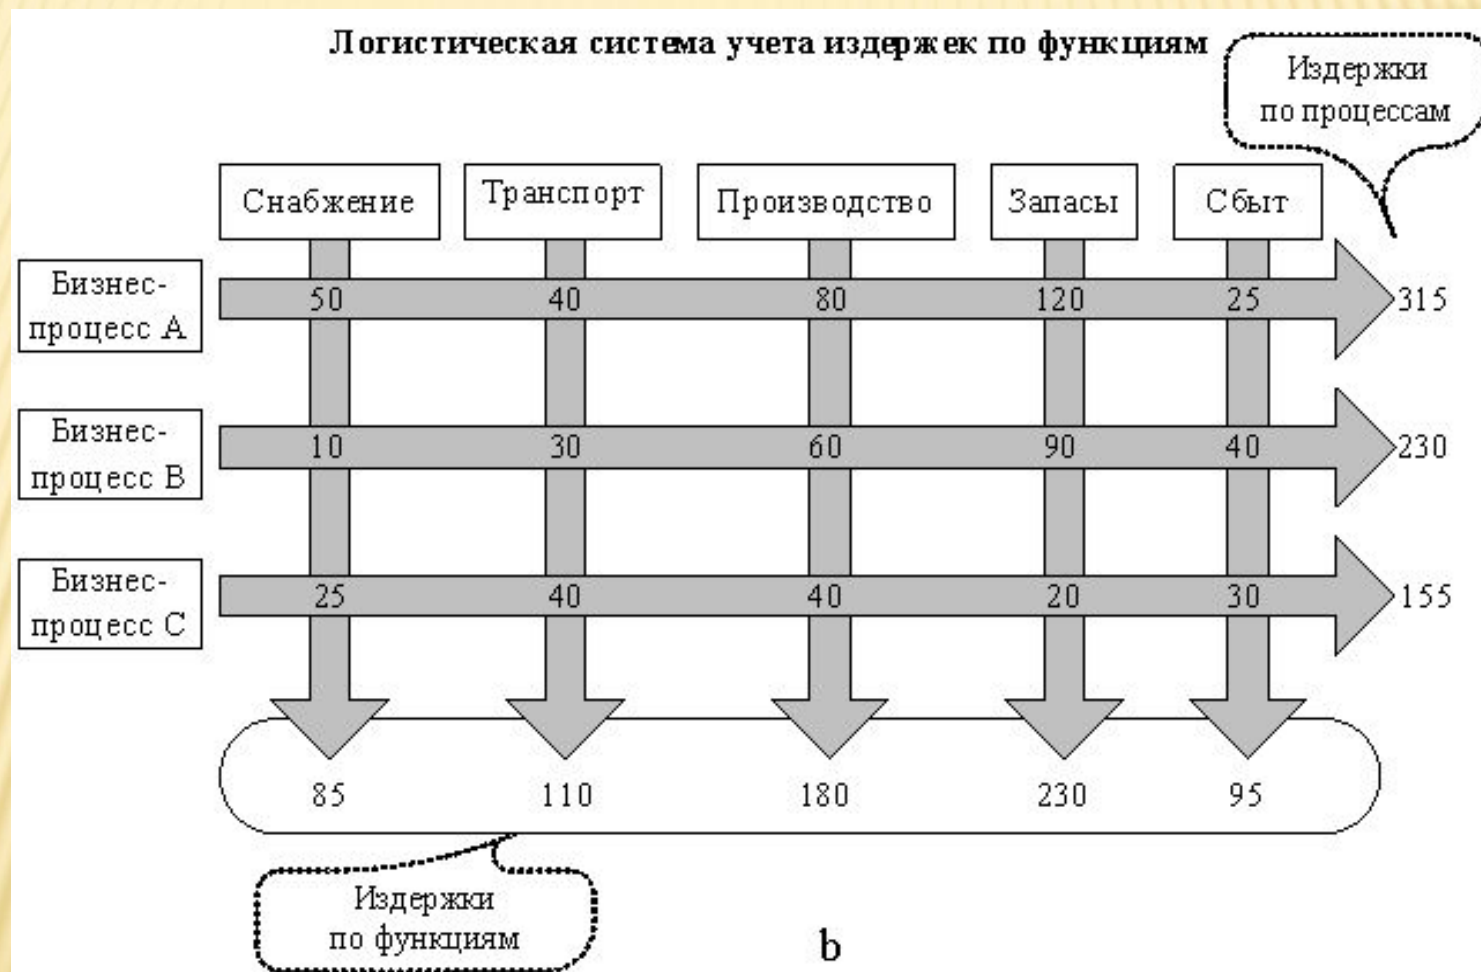 Логистическая система учета издержек по функциям
Издержки
по процессам
Снабжение Транспорт Производство Запасы Сбыт
Бизнес-
процесс А
50 40 80 120 25 315
Бизнес-
процесс В
10 30 60 90 40 230
Бизнес-
процесс С
25 40 40 20 30 155
85 110 180 230 95
Издержки
по функциям
b